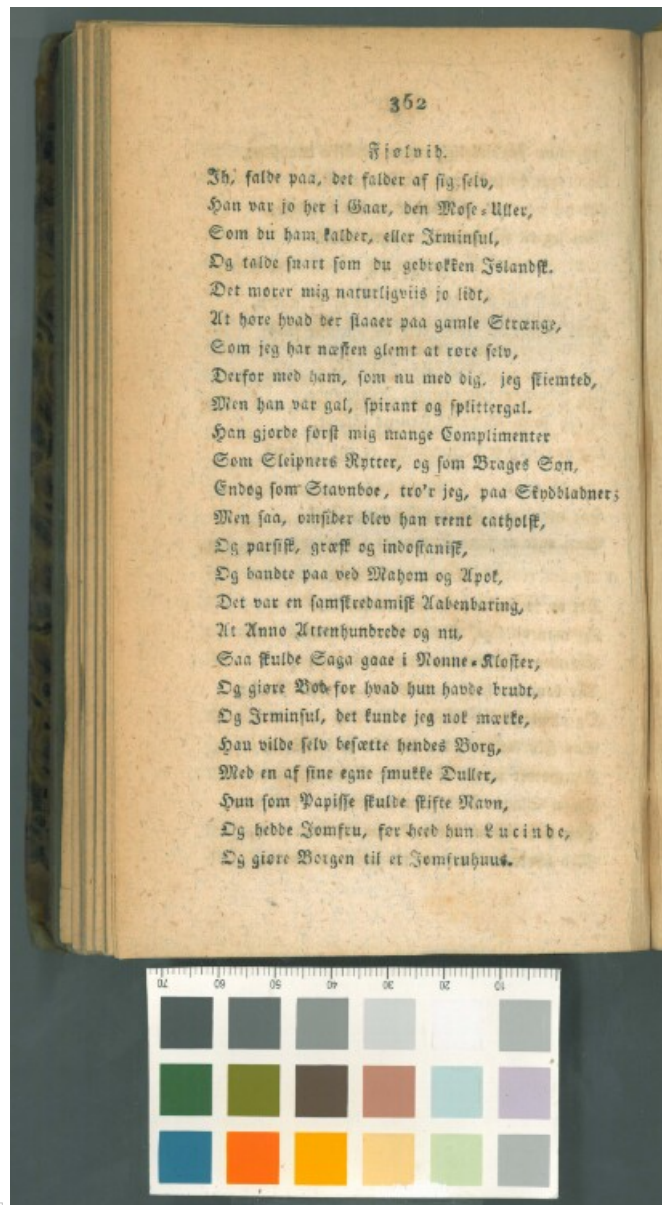 362
Fjølvid.
Ih, falde paa, det falder af sig selv,
Han var jo her i Gaar, den Mose-Uller,
Som du ham kalder, eller Irminsul,
Og talde snart som du gebrokken Islandsk.
Det morer mig naturligviis jo lidt,
At høre hvad der slaaer paa gamle Strænge,
Som jeg har næsten glemt at røre selv,
Derfor med ham, som nu med dig, jeg skiemted,
Men han var gal, spirant og splittergal.
Han gjorde først mig mange Complimenter
Som Sleipners Rytter, og som Brages Søn,
Endog som Stavnboe, tro'r jeg, paa Skydbladner;
Men saa, omsider blev han reent catholsk,
Og parsisk, græsk og indostanisk,
Og bandte paa ved Mahom og Apok,
Det var en samskredamisk Aabenbaring,
At Anno Attenhundrede og nu,
Saa skulde Saga gaae i Nonne-Kloster,
Og giøre Bod for hvad hun havde brudt,
Og Irminsul, det kunde jeg nok mærke,
Hau vilde selv besætte hendes Borg,
Med en af sine egne smukke Duller,
Hun som Papisse skulde skifte Navn,
Og hedde Jomfru, før heed hun Lucinde,
Og giøre Borgen til et Jomfruhuus.
70 60 50 40 30 20 10